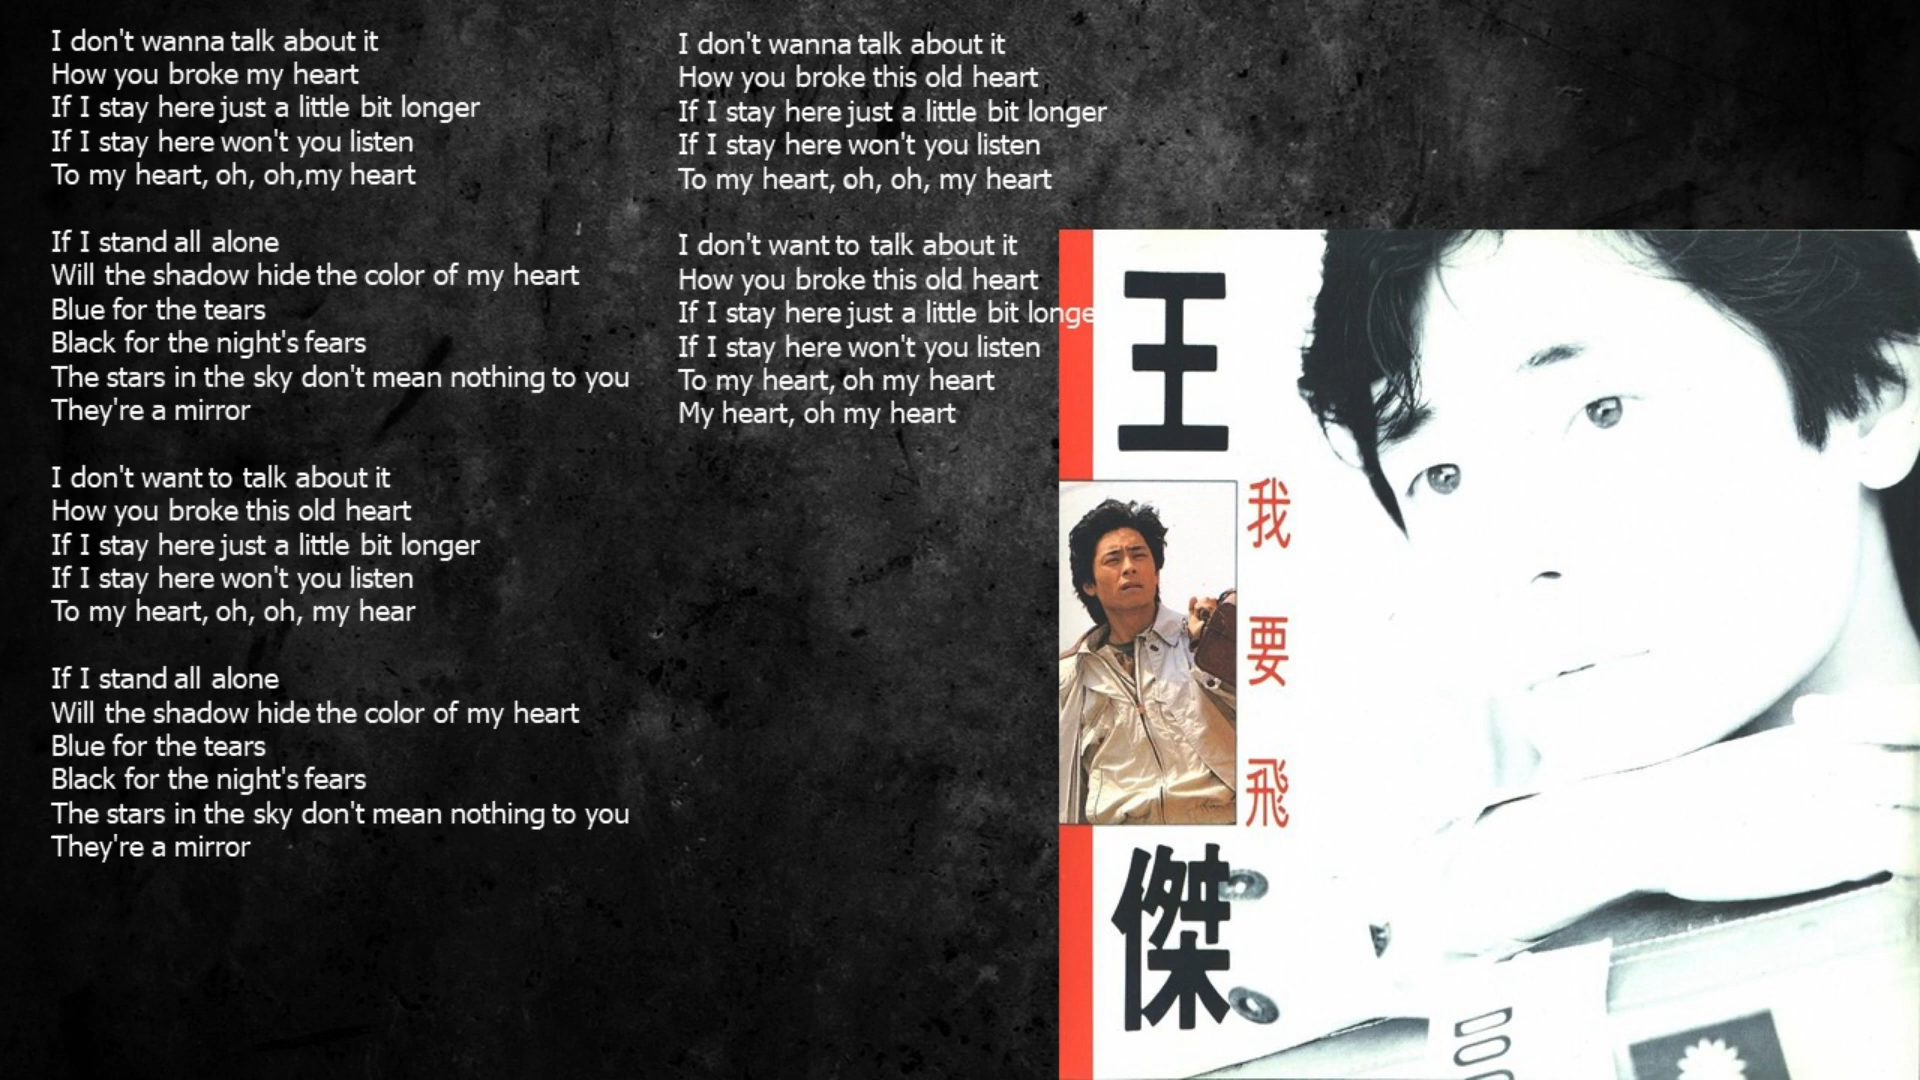 I don't wanna talk about it
How you broke my heart
If I stay here just a little bit longer
If I stay here won't you listen
To my heart, oh, oh,my heart
If I stand all alone
Will the shadow hide the color of my heart
Blue for the tears
Black for the night's fears
The stars in the sky don't mean nothing to you
They're a mirror
I don't want to talk about it
How you broke this old heart
If I stay here just a little bit longer
If I stay here won't you listen
To my heart, oh, oh, my hear
If I stand all alone
Will the shadow hide the color of my heart
Blue for the tears
Black for the night's fears
The stars in the sky don't mean nothing to you
They're a mirror
I don't wanna talk about it
How you broke this old heart
If I stay here just a little bit longer
If I stay here won't you listen
To my heart, oh, oh, my heart
I don't want to talk about it
How you broke this old heart
If I stay here just a little bit longe
If I stay here won't you listen
To my heart, oh my heart
My heart, oh my heart
王傑
我要飛